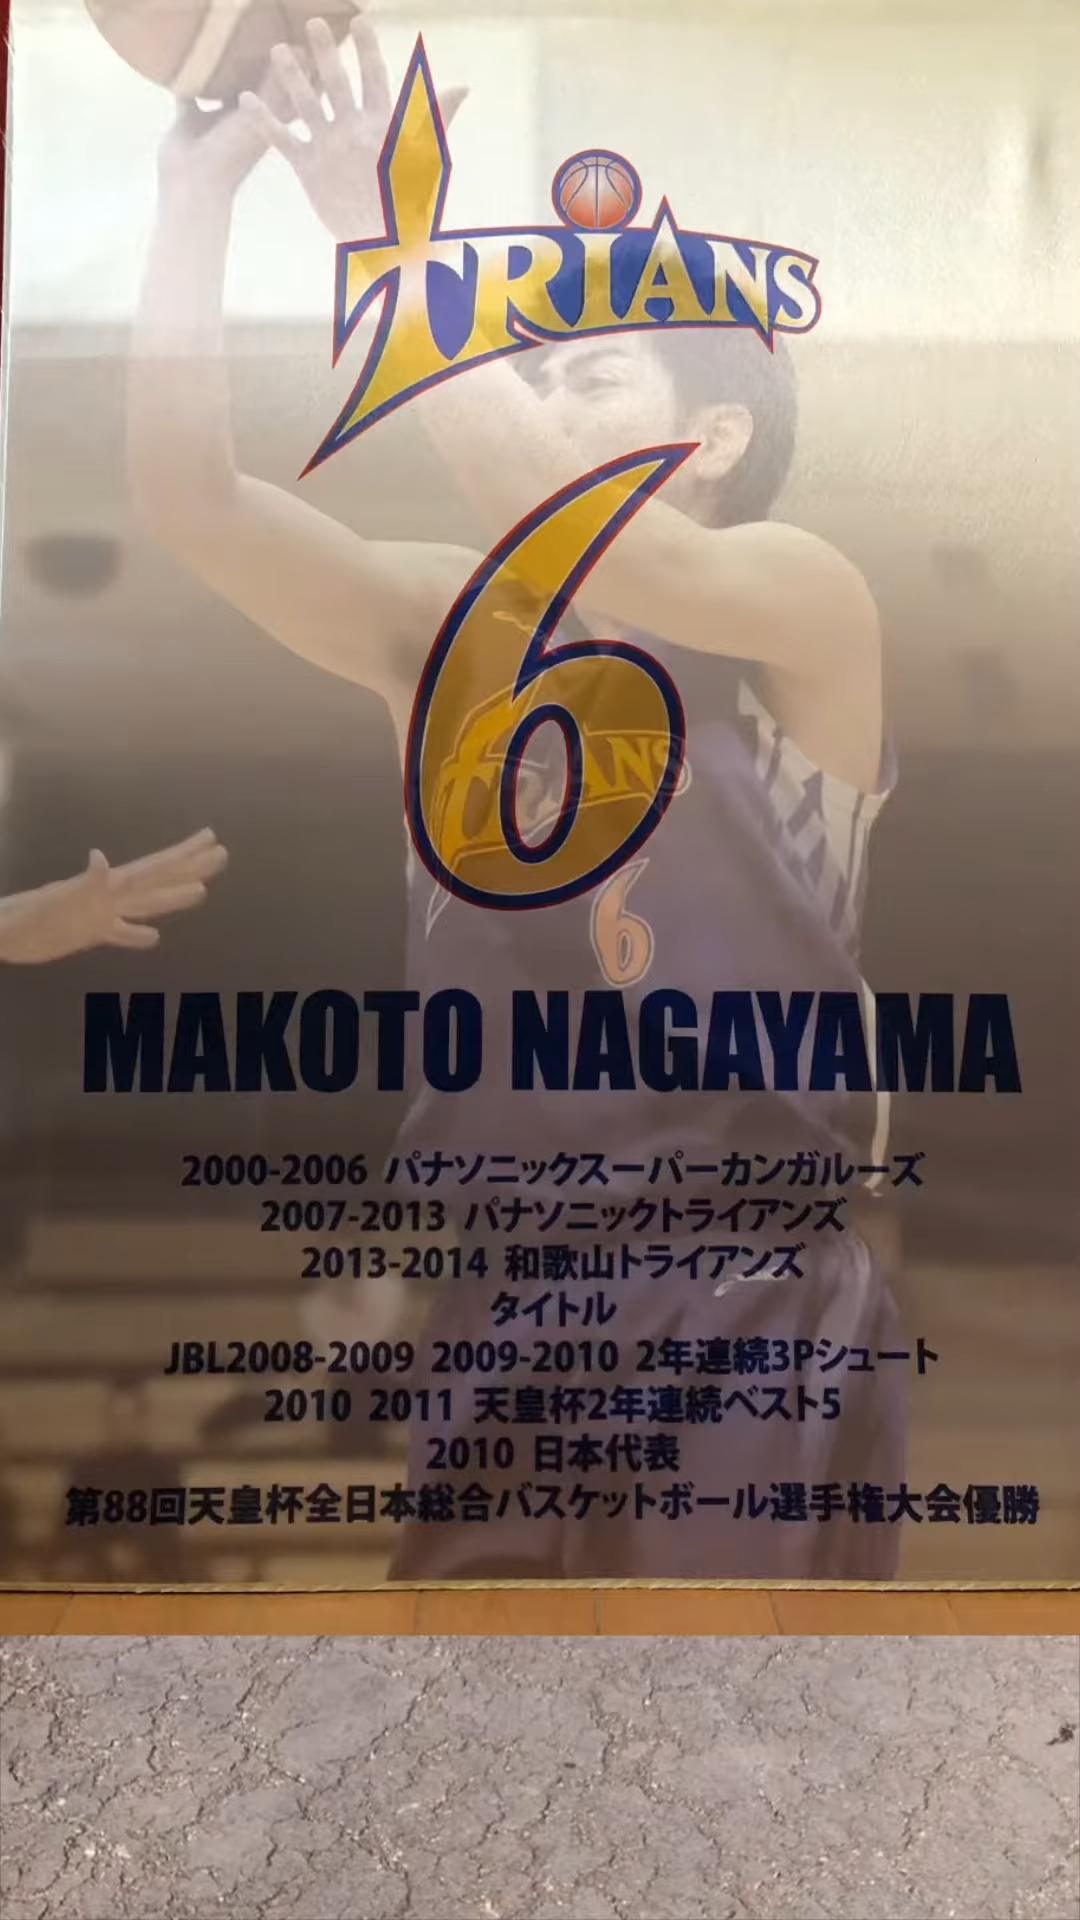 TRIANS
6
TRIANS
6
MAKOTO NAGAYAMA
2000-2006 パナソニックスーパーカンガルーズ
2007-2013 パナソニックトライアンズ
2013-2014 和歌山トライアンズ
タイトル
JBL2008-2009 2009-2010 2年連続3Pシュート
2010 2011 天皇杯2年連続ベスト5
2010 日本代表
第88回天皇杯全日本総合バスケットボール選手権大会優勝